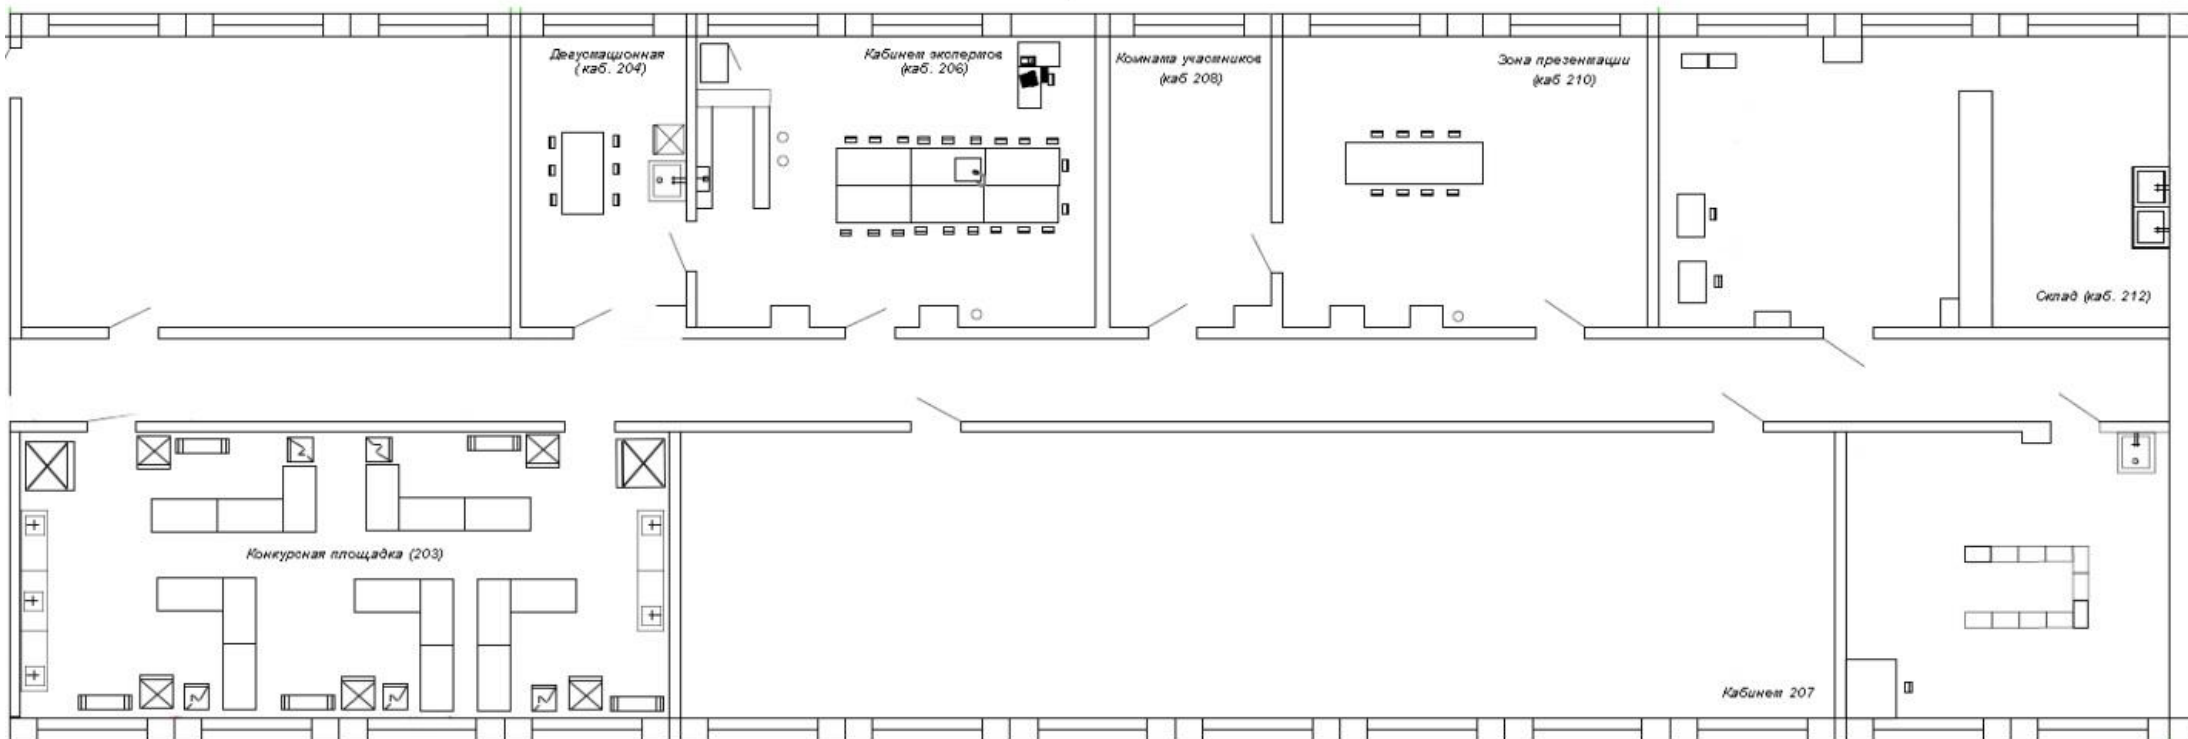 Дегустационная
(каб. 204)
Кабинет экспертов
(каб. 206)
Комната участников
(каб 208)
Зона презентации
(каб 210)
Склад (каб. 212)
Конкурсная площадка (203)
Кабинет 207